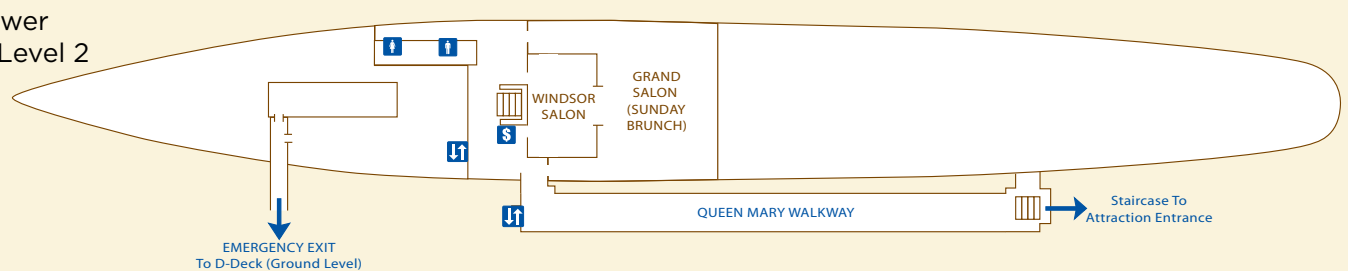 wer
Level 2
WINDSOR
SALON
GRAND
SALON
(SUNDAY
BRUNCH)
$
QUEEN MARY WALKWAY
Staircase To
Attraction Entrance
EMERGENCY EXIT
To D-Deck (Ground Level)